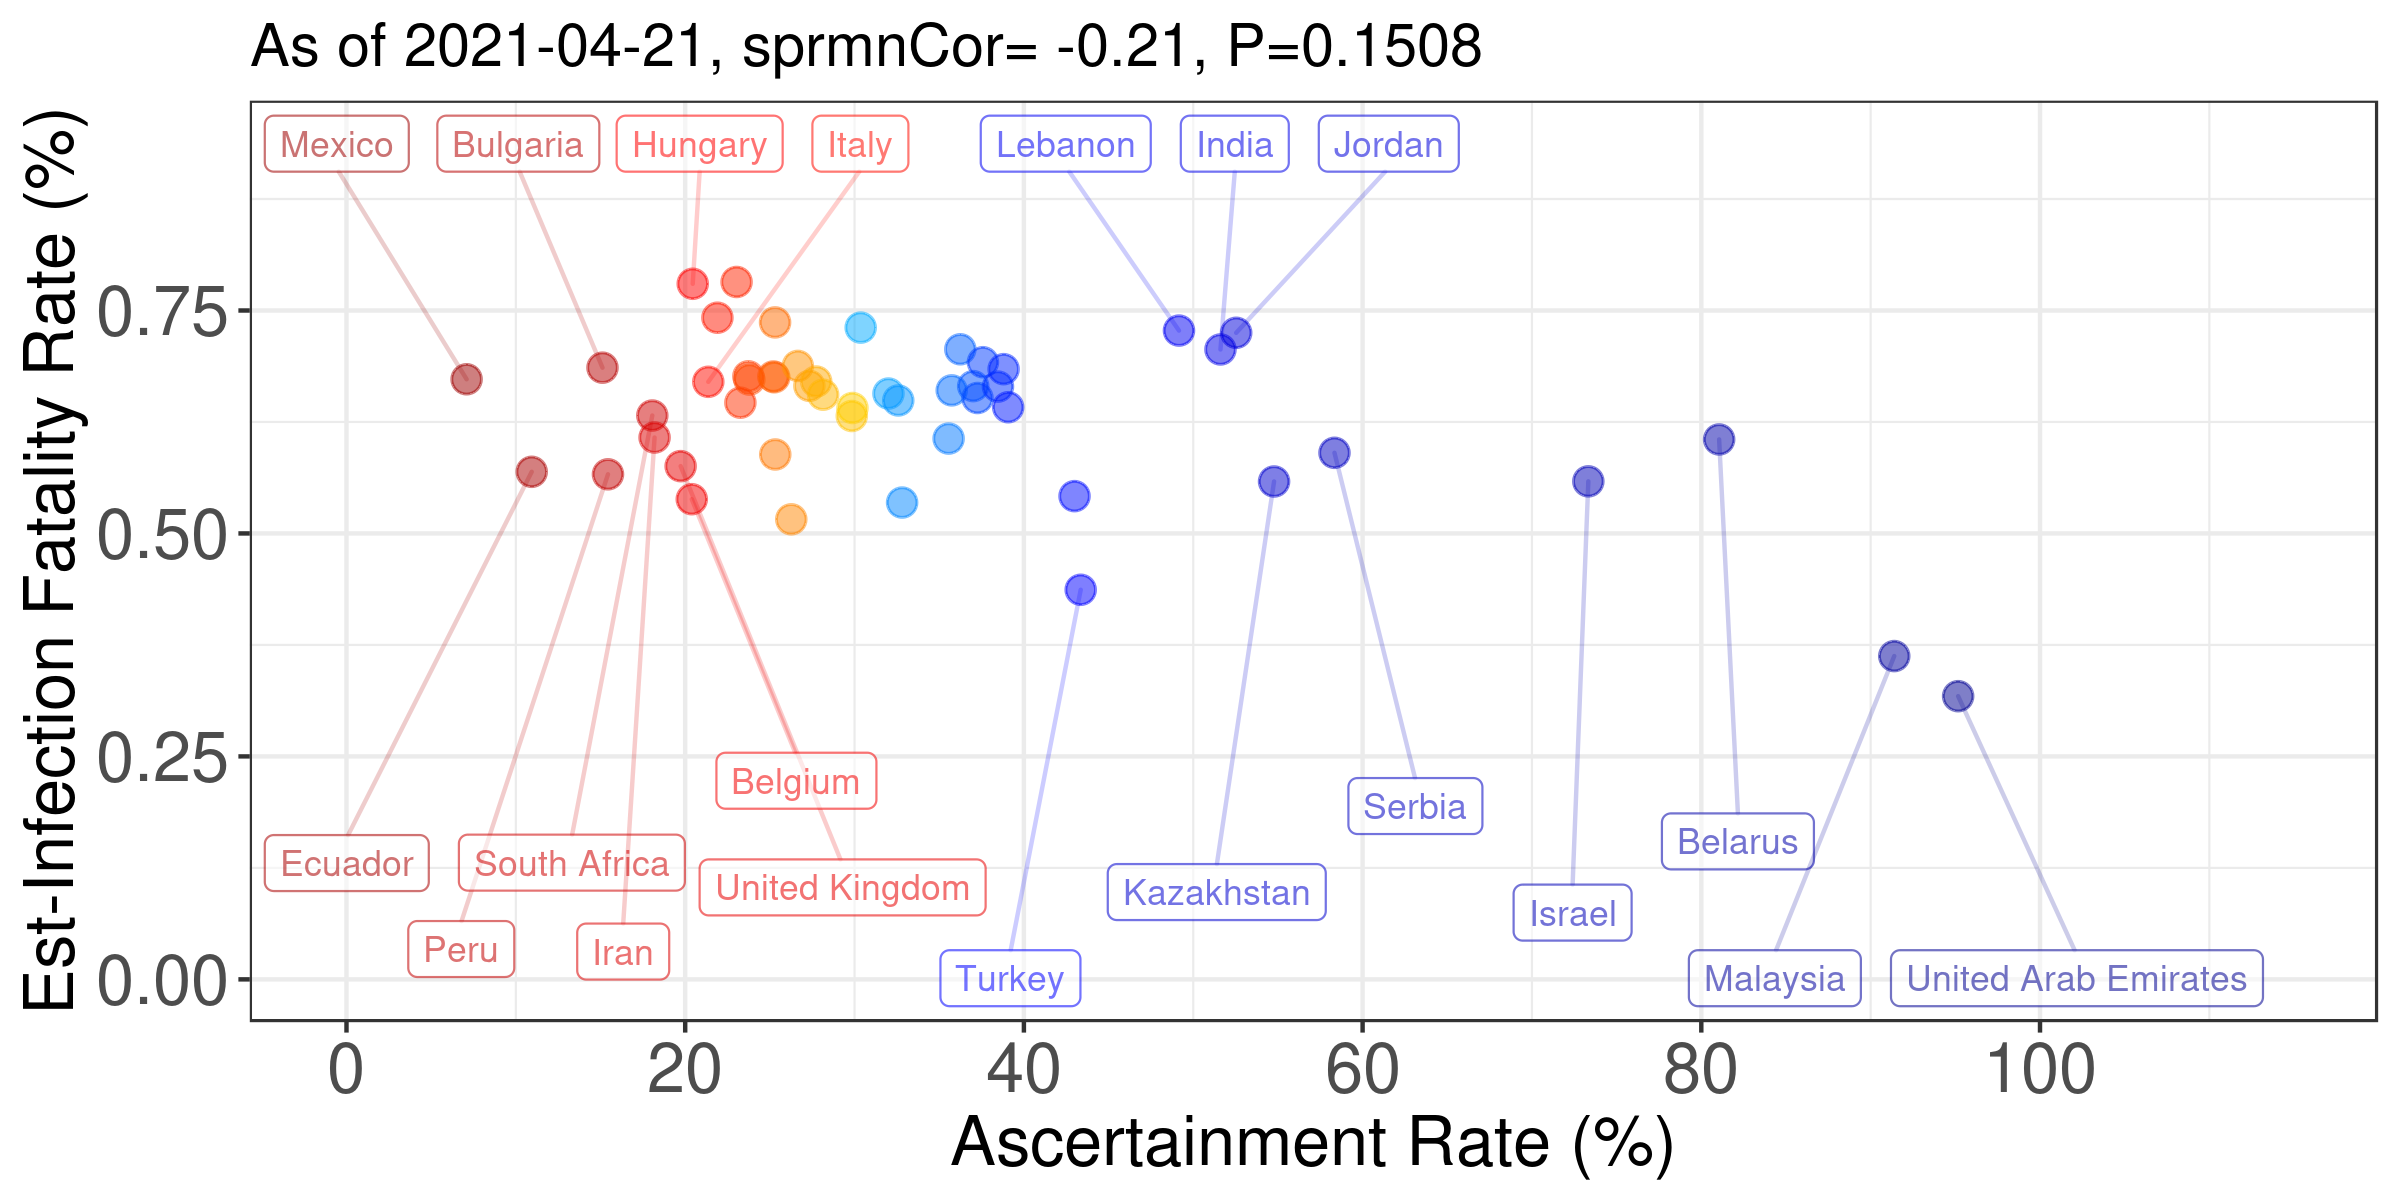 As of 2021-04-21, sprmnCor= -0.21, P=0.1508
Est-Infection Fatality Rate (%)
0.75
0.50
0.25
0.00
Mexico
Bulgaria
Hungary
Italy
Lebanon
India
Jordan
Belgium
Serbia
Belarus
Ecuador
South Africa
United Kingdom
Kazakhstan
Israel
Peru
Iran
Turkey
Malaysia
United Arab Emirates
0
20
40
60
80
100
Ascertainment Rate (%)